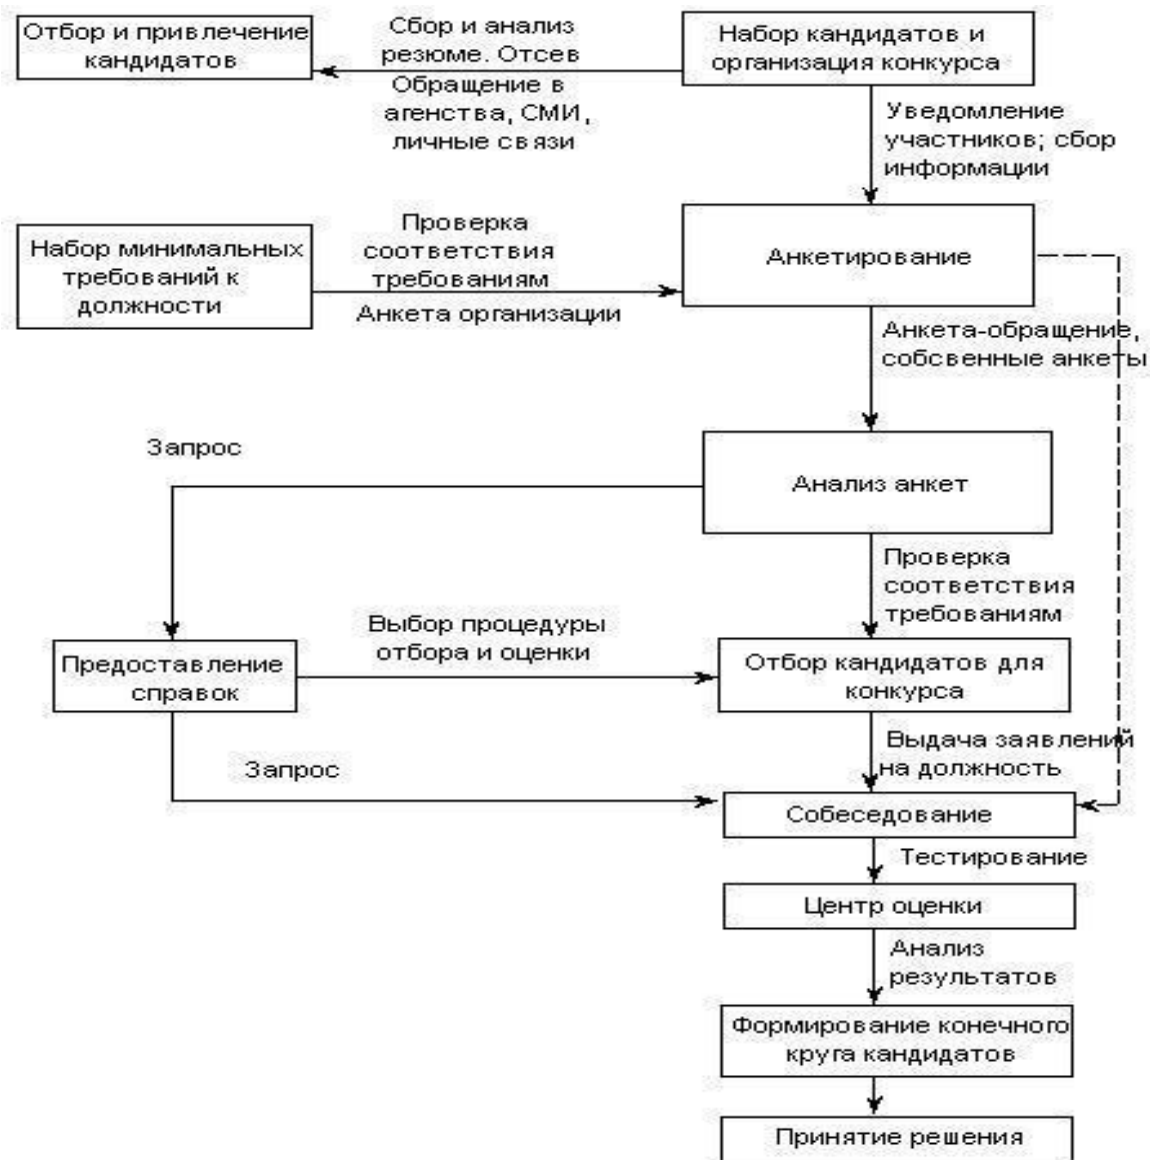 Отбор и привлечение
кандидатов
Сбор и анализ
резюме. Отсев
Обращение в
агенства, СМИ,
личные связи
Набор кандидатов и
организация конкурса
Уведомление
участников; сбор
информации
Набор минимальных
требований к
должности
Проверка
соответствия
требованиям
Анкета организации
Анкетирование
Анкета-обращение,
собсвенные анкеты
Запрос
Анализ анкет
Проверка
соответствия
требованиям
Предоставление
справок
Выбор процедуры
отбора и оценки
Отбор кандидатов для
конкурса
Выдача заявлений
на должность
Запрос
Собеседование
Тестирование
Центр оценки
Анализ
результатов
Формирование конечного
круга кандидатов
Принятие решения